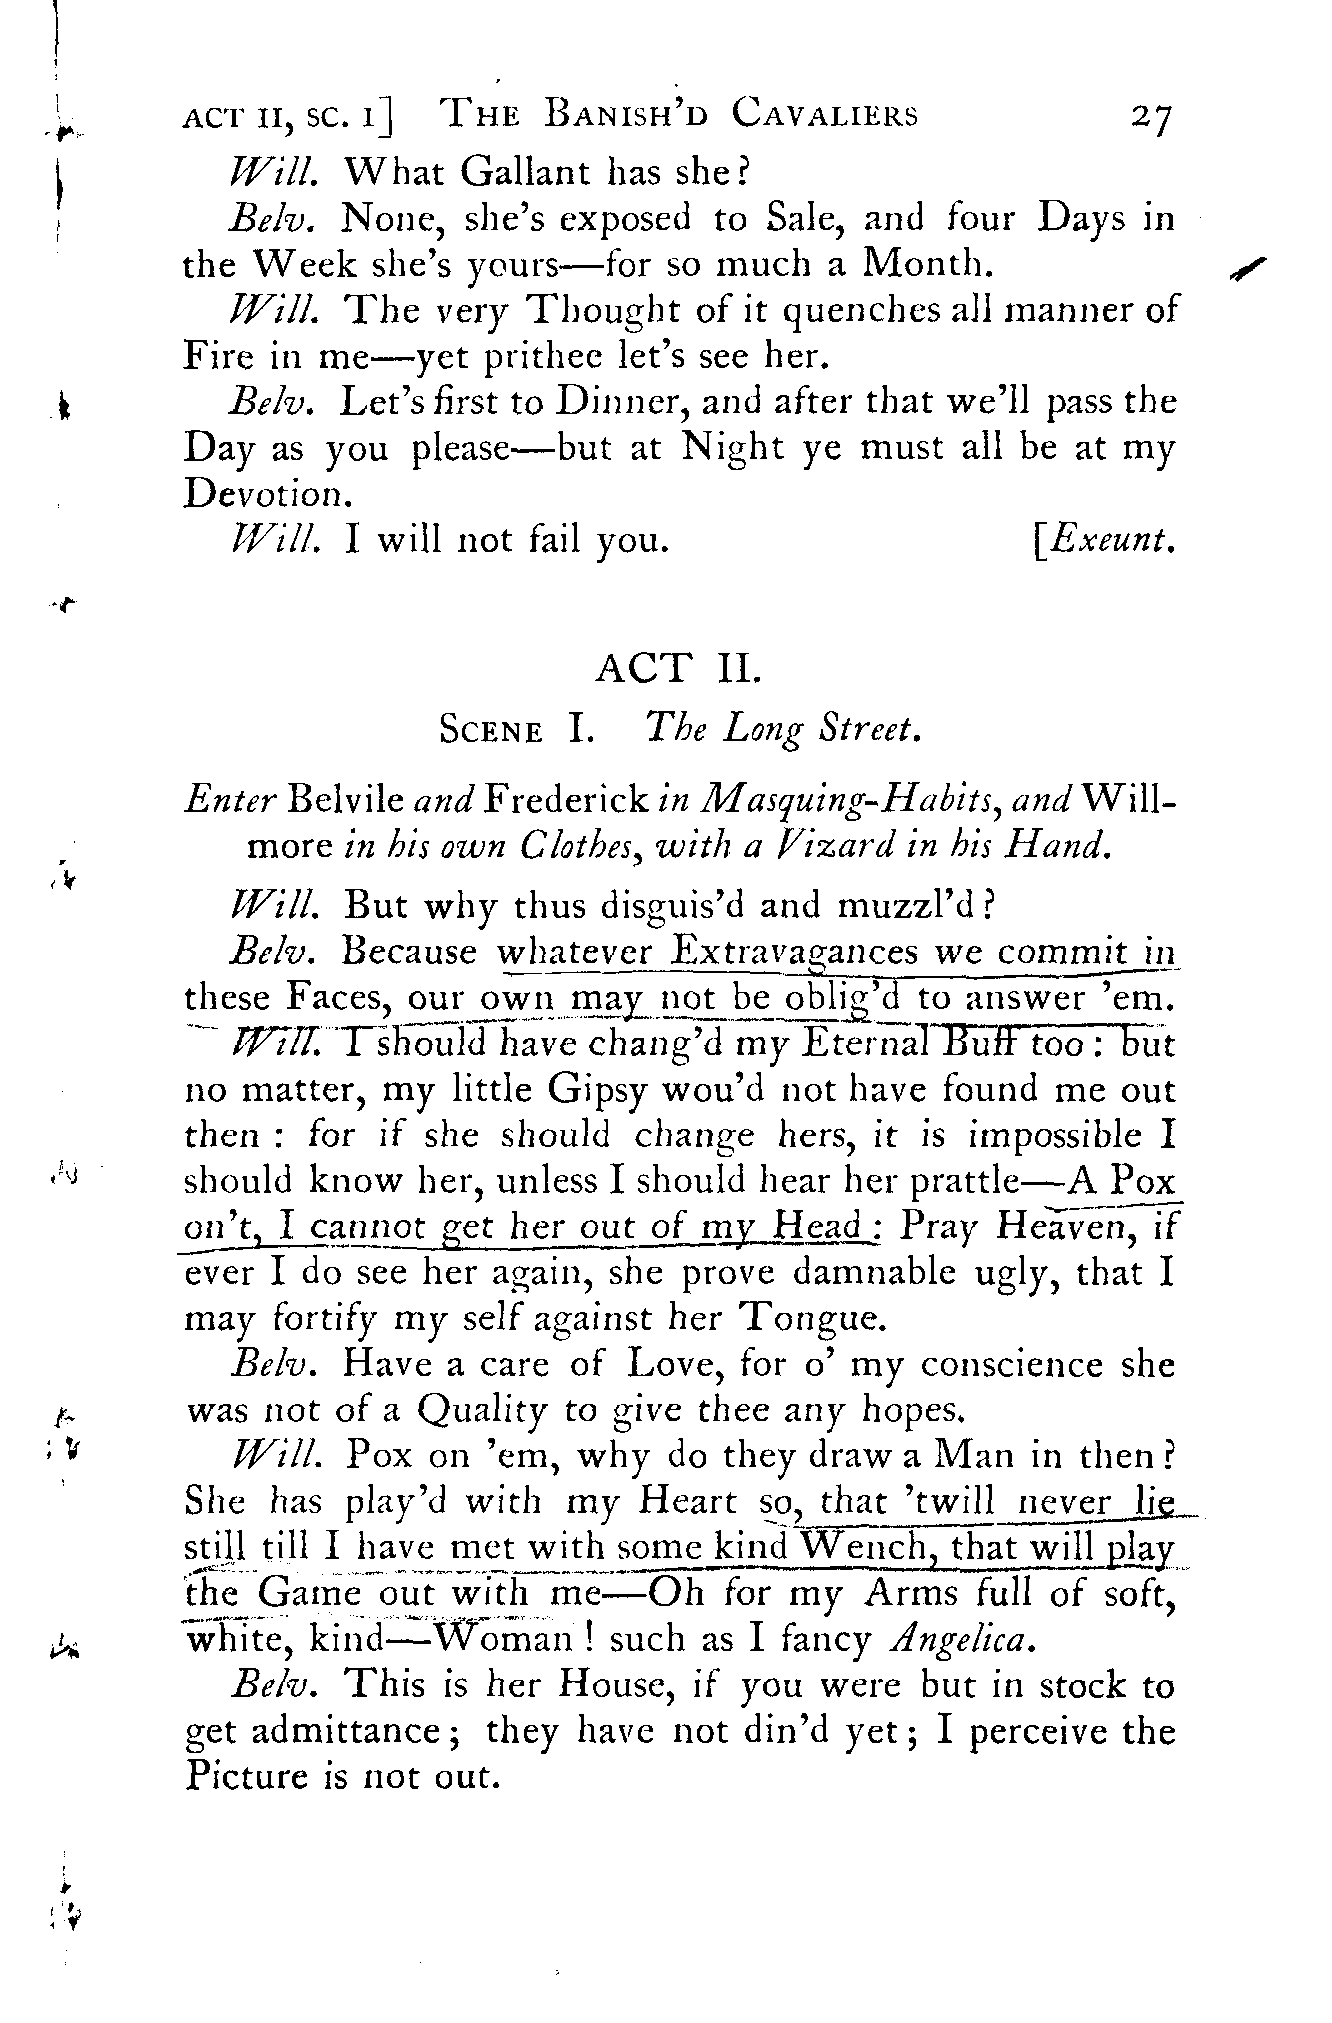 ACT II, SC. I] THE BANISH'D CAVALIERS 27
Will. What Gallant has she?
Belv. None, she's exposed to Sale, and four Days in
the Week she's yours—for so much a Month.
Will. The very Thought of it quenches all manner of
Fire in me—yet prithee let's see her.
Belv. Let's first to Dinner, and after that we'll pass the
Day as you please—but at Night ye must all be at my
Devotion.
Will. I will not fail you. [Exeunt.
ACT II.
SCENE I. The Long Street.
Enter Belvile and Frederick in Masquing-Habits, and Will-
more in his own Clothes, with a Vizard in his Hand.
Will. But why thus disguis'd and muzzl'd?
Belv. Because whatever Extravagances we commit in
these Faces, our own may not be oblig'd to answer 'em.
Will. I should have chang'd my Eternal Buff too: but
no matter, my little Gipsy wou'd not have found me out
then: for if she should change hers, it is impossible I
should know her, unless I should hear her prattle—A Pox
on't, I cannot get her out of my Head: Pray Heaven, if
ever I do see her again, she prove damnable ugly, that I
may fortify my self against her Tongue.
Belv. Have a care of Love, for o' my conscience she
was not of a Quality to give thee any hopes.
Will. Pox on 'em, why do they draw a Man in then?
She has play'd with my Heart so, that 'twill never lie
still till I have met with some kind Wench, that will play
the Game out with me—Oh for my Arms full of soft,
white, kind—Woman! such as I fancy Angelica.
Belv. This is her House, if you were but in stock to
get admittance; they have not din'd yet; I perceive the
Picture is not out.